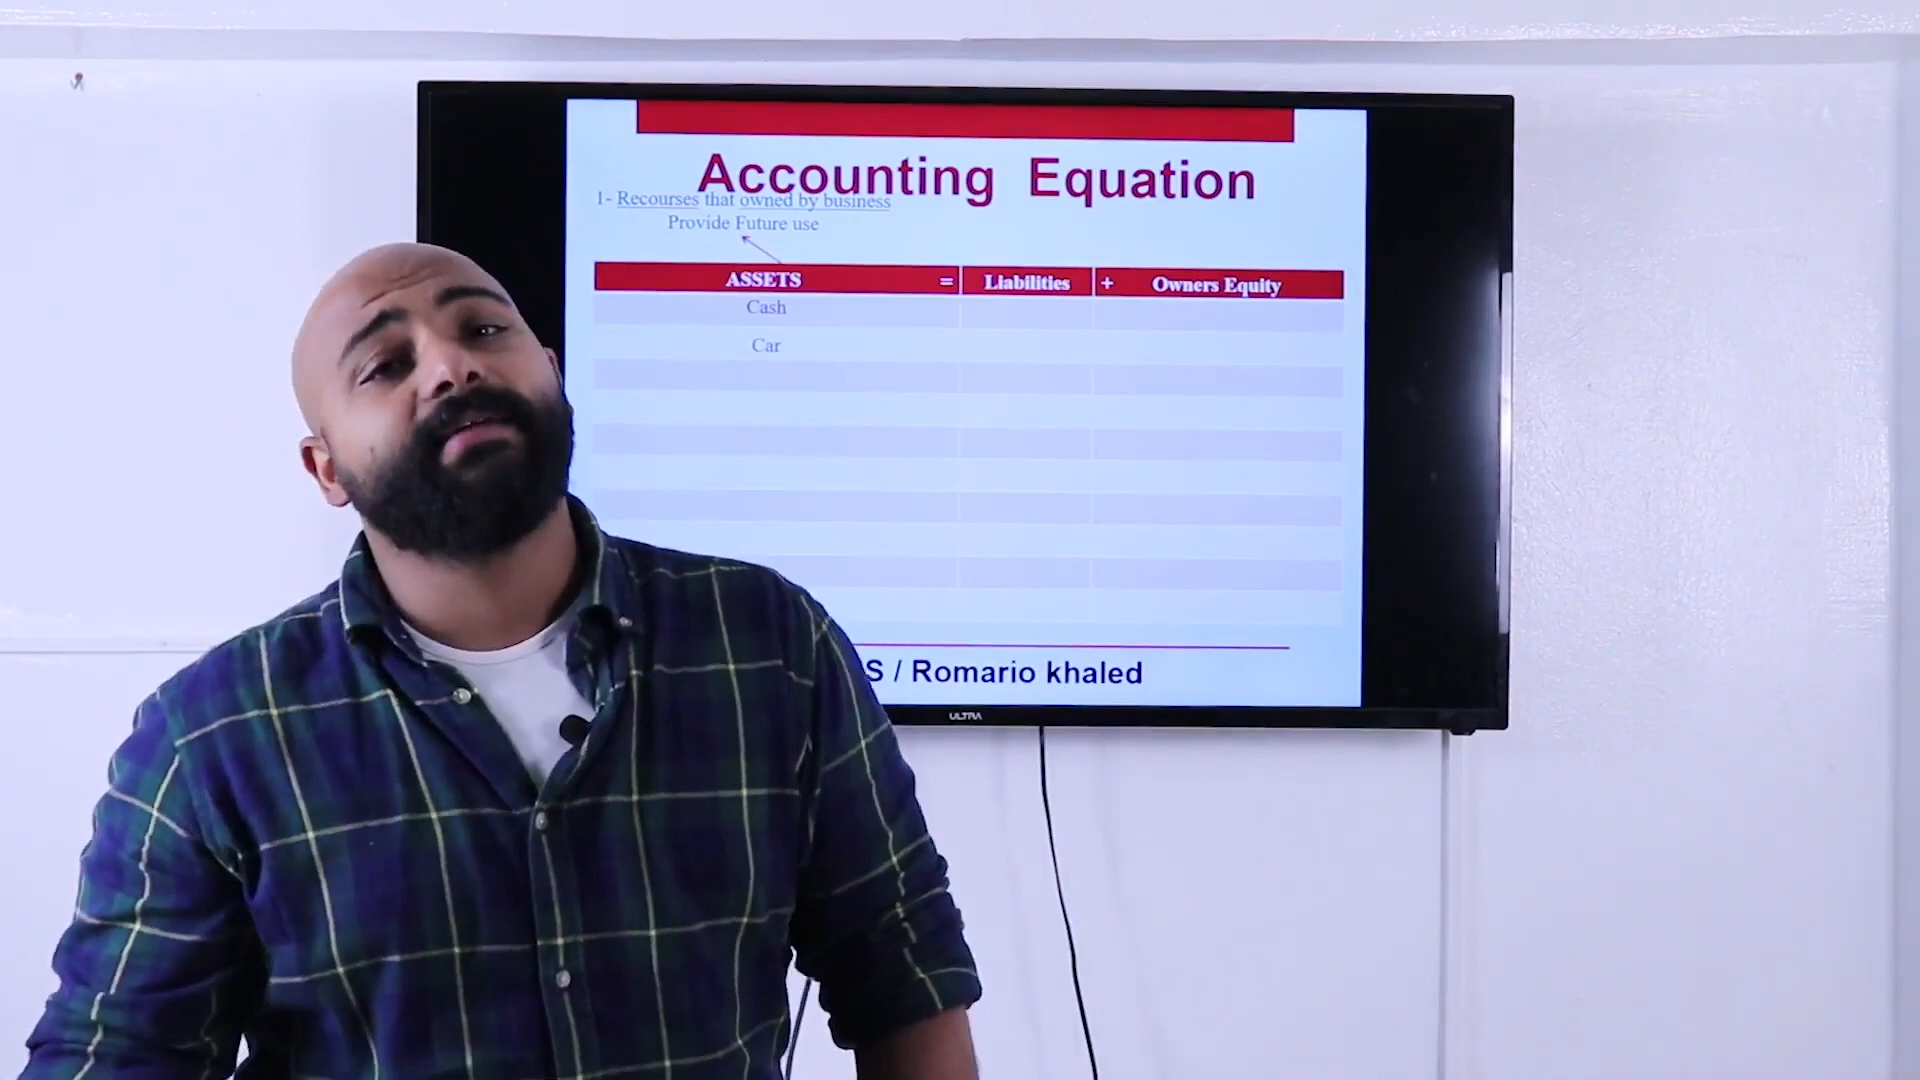 Accounting Equation
1- Recourses that owned by business
Provide Future use
ASSETS = Liabilities + Owners Equity
Cash
Car
S / Romario khaled
ULTRA